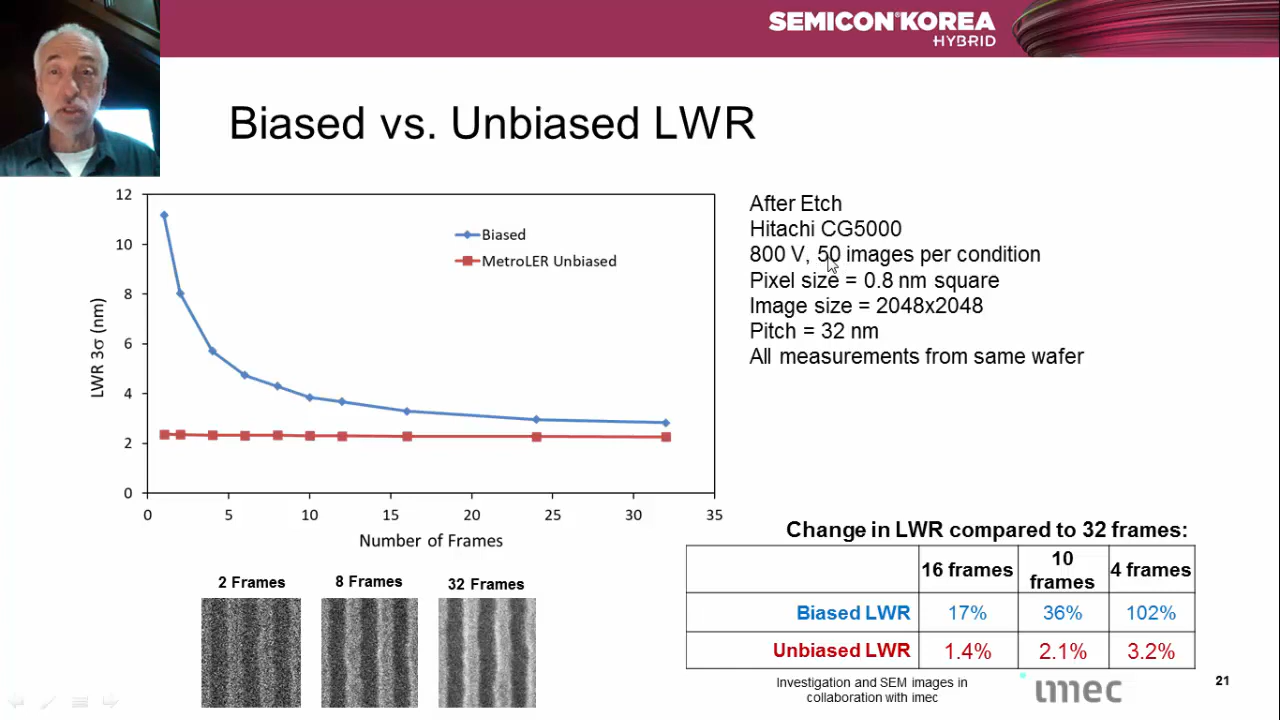 SEMICON KOREA
HYBRID
Biased vs. Unbiased LWR
12
10
8
6
4
2
0
LWR 3σ (nm)
Biased
MetroLER Unbiased
0 5 10 15 20 25 30 35
Number of Frames
After Etch
Hitachi CG5000
800 V, 50 images per condition
Pixel size = 0.8 nm square
Image size = 2048x2048
Pitch = 32 nm
All measurements from same wafer
2 Frames 8 Frames 32 Frames
Change in LWR compared to 32 frames:
16 frames 10 frames 4 frames
Biased LWR 17% 36% 102%
Unbiased LWR 1.4% 2.1% 3.2%
Investigation and SEM images in
collaboration with imec
imec
21